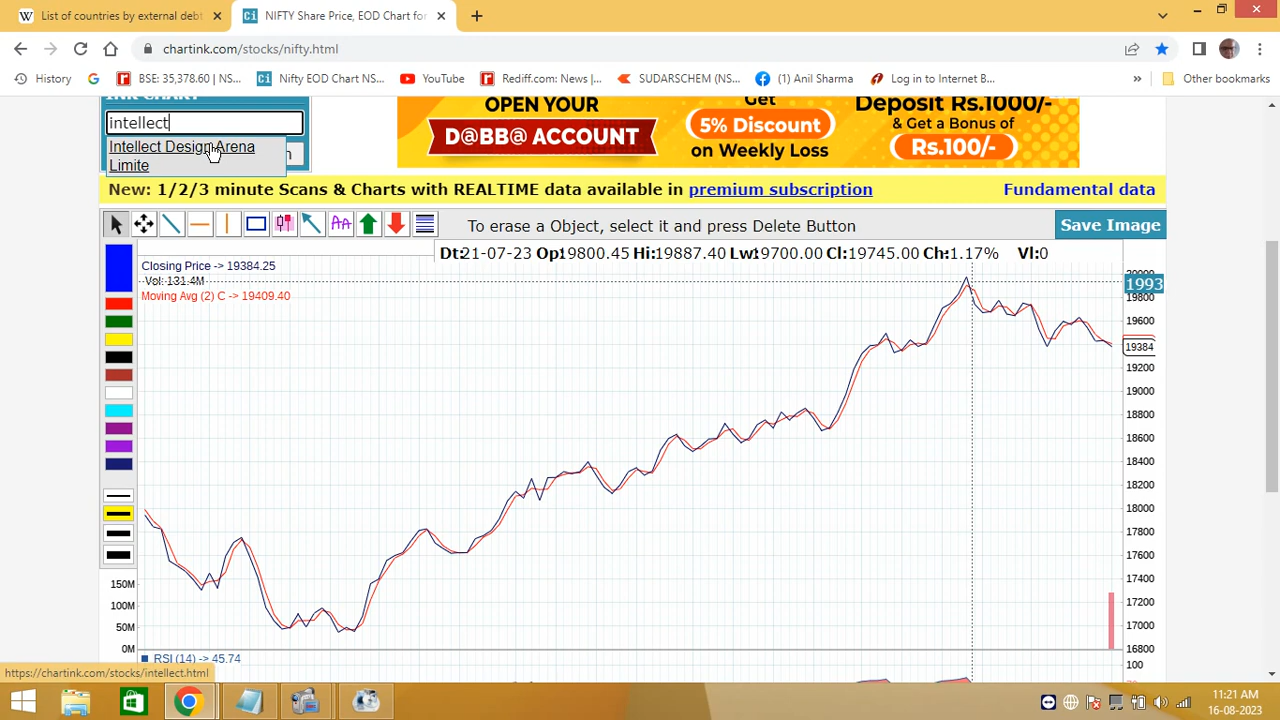 List of countries by external debt
NIFTY Share Price, EOD Chart for
chartink.com/stocks/nifty.html
History
BSE: 35,378.60 | NS...
Nifty EOD Chart NS...
YouTube
Rediff.com: News |...
SUDARSCHEM (NS...
(1) Anil Sharma
Log in to Internet B...
Other bookmarks
intellect
Intellect Design Arena
Limite
OPEN YOUR
D@BB@ ACCOUNT
Get
5% Discount
on Weekly Loss
Deposit Rs.1000/-
& Get a Bonus of
Rs.100/-
New: 1/2/3 minute Scans & Charts with REALTIME data available in premium subscription
Fundamental data
To erase a Object, select it and press Delete Button
Save Image
Dt:21-07-23 Op:19800.45 Hi:19887.40 Lw:19700.00 Cl:19745.00 Ch:1.17% Vl:0
Closing Price -> 19384.25
Vol: 131.4M
Moving Avg (2) C -> 19409.40
20000
1993
19800
19600
19384
19200
19000
18800
18600
18400
18200
18000
17800
17600
17400
17200
17000
16800
150M
100M
50M
0M
RSI (14) -> 45.74
100
https://chartink.com/stocks/intellect.html
11:21 AM
16-08-2023